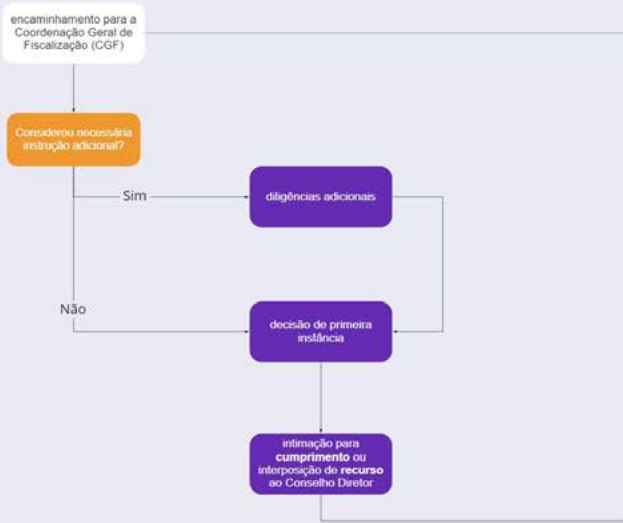 encaminhamento para a
Coordenação Geral de
Fiscalização (CGF)
Considerou necessária
instrução adicional?
Sim
diligências adicionais
Não
decisão de primeira
instância
intimação para
cumprimento ou
interposição de recurso
ao Conselho Diretor